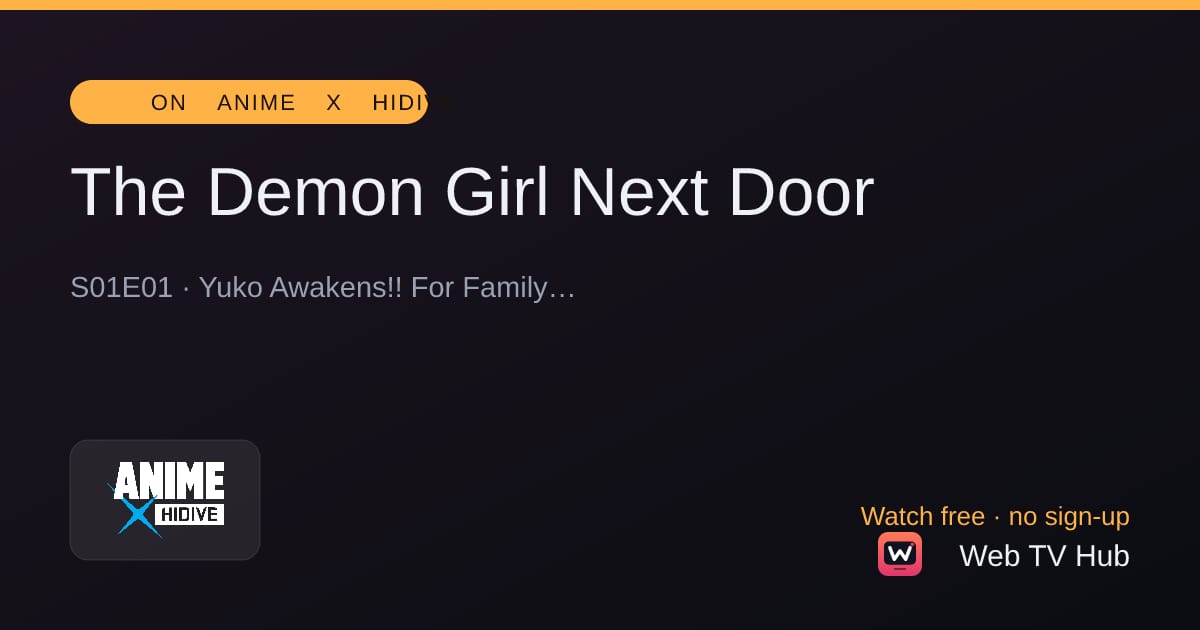 ON ANIME X HIDIVE
The Demon Girl Next Door
S01E01 · Yuko Awakens!! For Family…
ANIME
X HIDIVE
Watch free · no sign-up
W
Web TV Hub